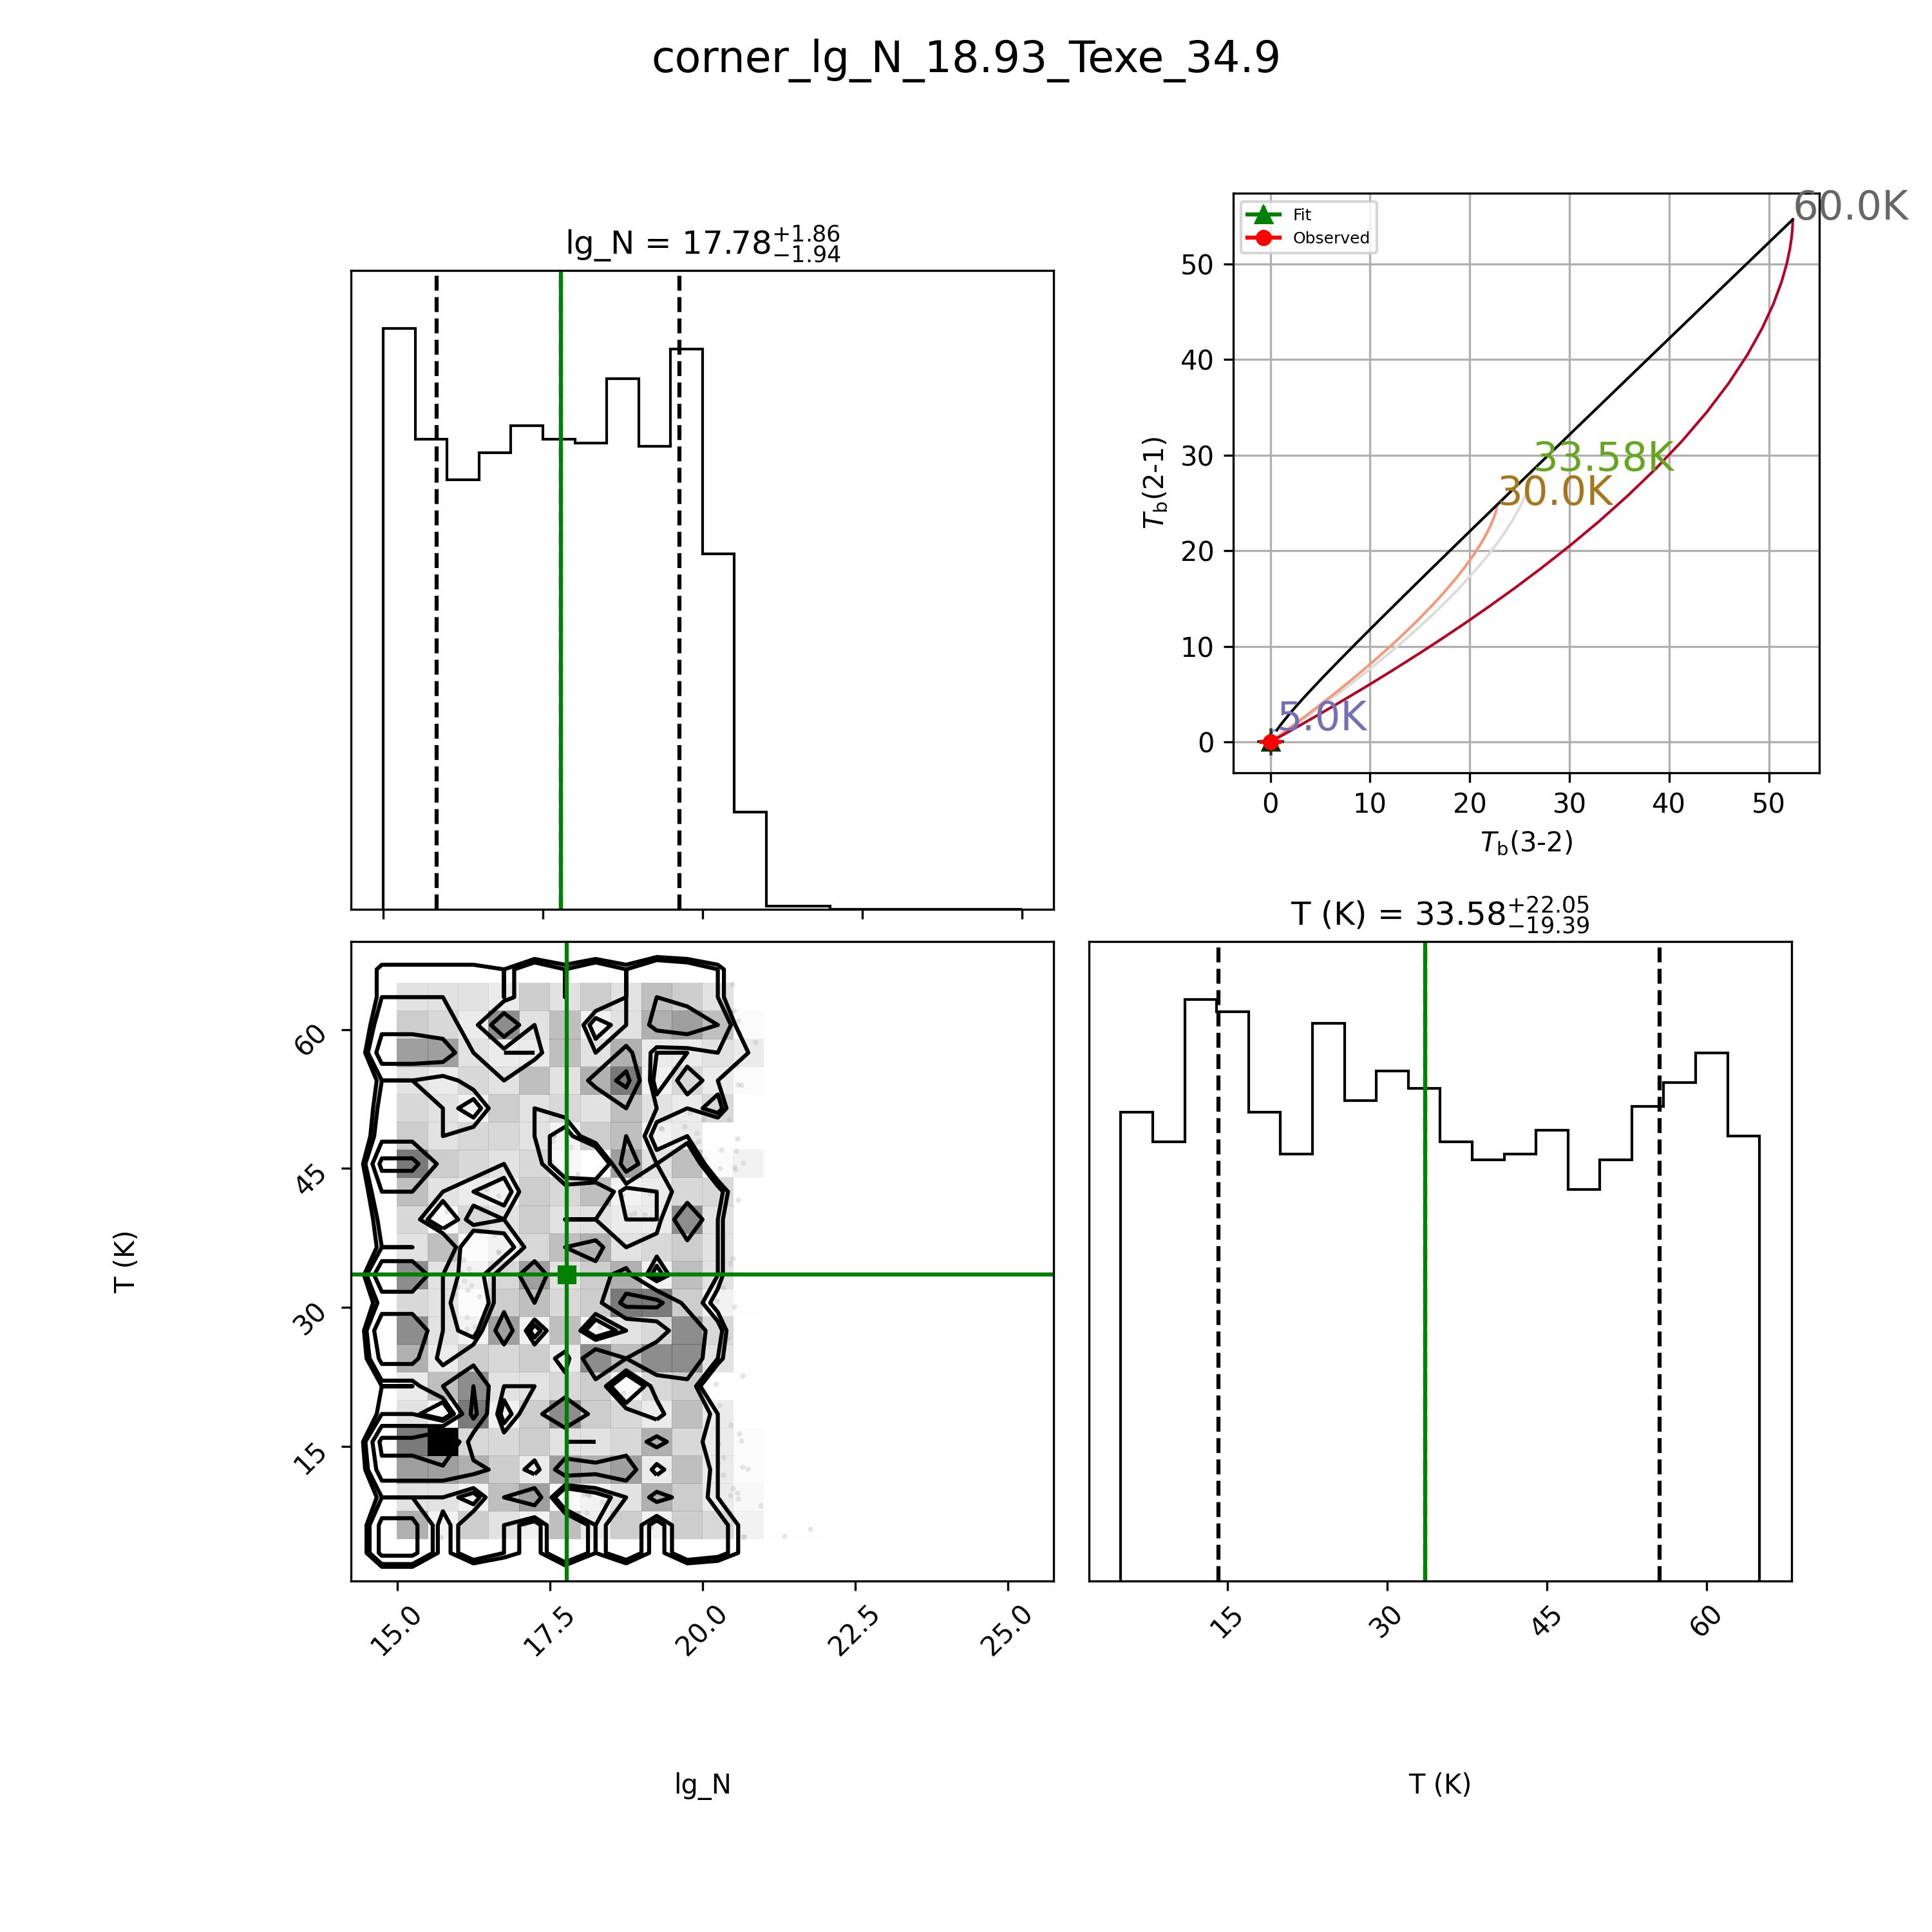 corner_lg_N_18.93_Texe_34.9
lg_N = 17.78+1.86−1.94
60.0K
Fit
Observed
50
40
30
20
10
0
Tb(2-1)
33.58K
30.0K
5.0K
0 10 20 30 40 50
Tb(3-2)
T (K) = 33.58+22.05−19.39
60
45
30
15
T (K)
15.0 17.5 20.0 22.5 25.0
lg_N
15 30 45 60
T (K)